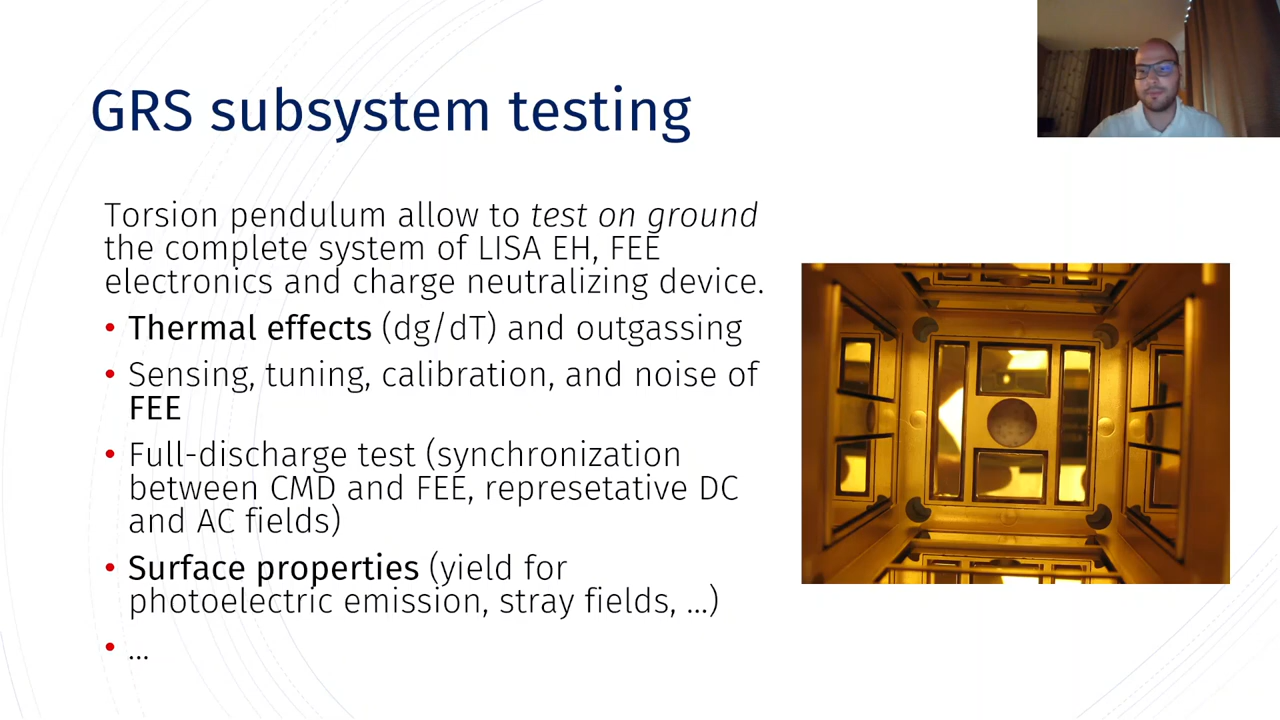 GRS subsystem testing
Torsion pendulum allow to test on ground
the complete system of LISA EH, FEE
electronics and charge neutralizing device.
• Thermal effects (dg/dT) and outgassing
• Sensing, tuning, calibration, and noise of
FEE
• Full-discharge test (synchronization
between CMD and FEE, represetative DC
and AC fields)
• Surface properties (yield for
photoelectric emission, stray fields, ...)
• ...